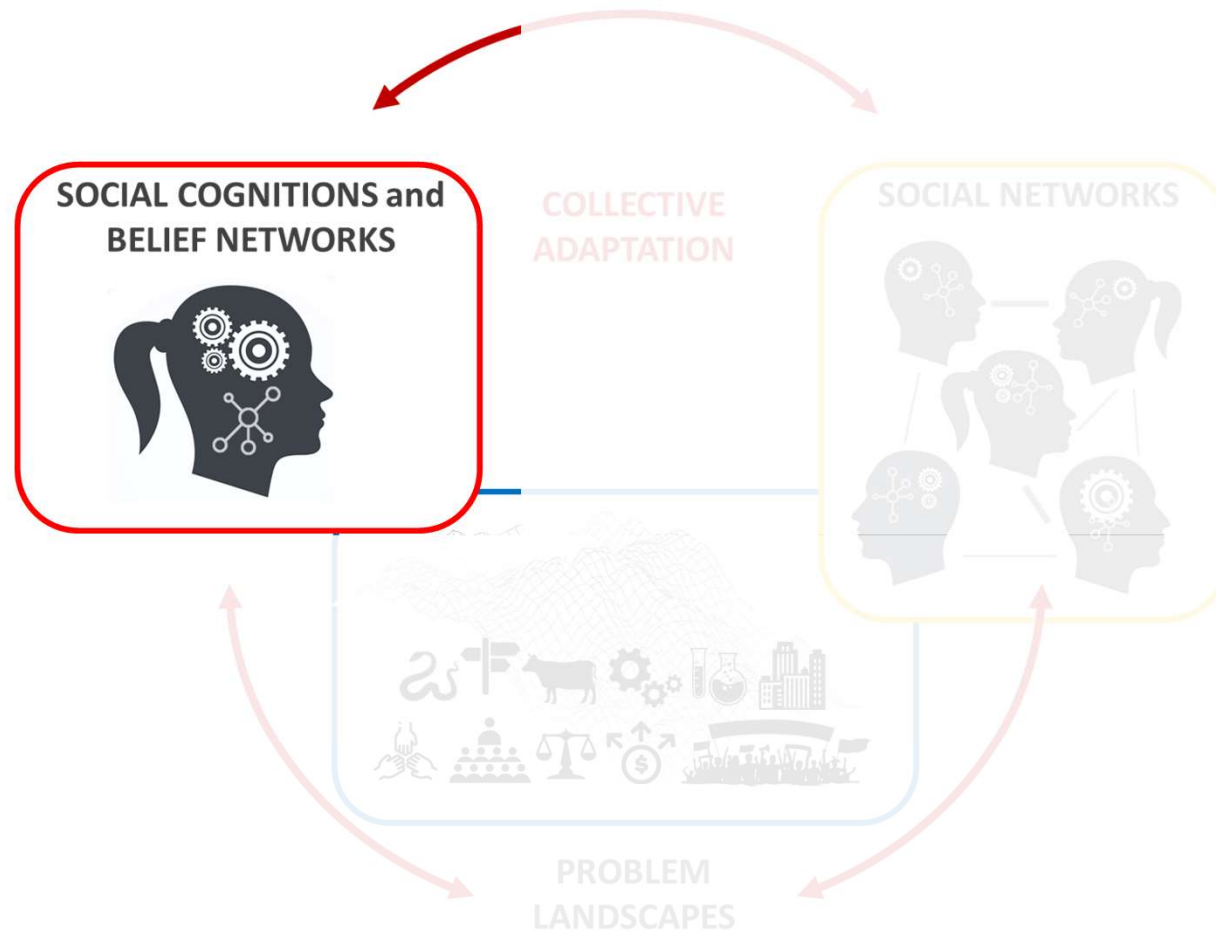 SOCIAL COGNITIONS and
BELIEF NETWORKS
COLLECTIVE
ADAPTATION
SOCIAL NETWORKS
$
PROBLEM
LANDSCAPES